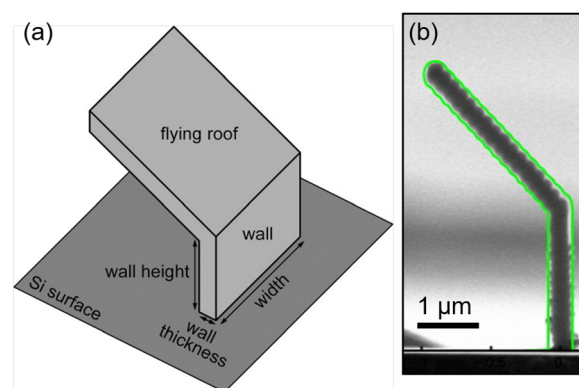 (a)
flying roof
wall
wall height
width
wall
thickness
Si surface
(b)
1 µm